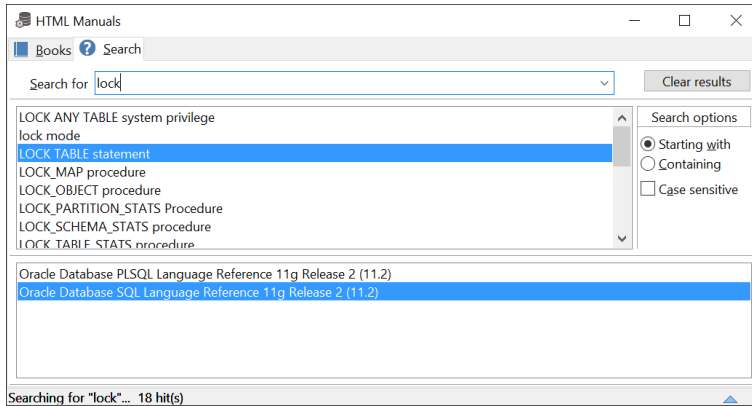 HTML Manuals
Books Search
Search for lock Clear results
LOCK ANY TABLE system privilege
lock mode
LOCK TABLE statement
LOCK_MAP procedure
LOCK_OBJECT procedure
LOCK_PARTITION_STATS Procedure
LOCK_SCHEMA_STATS procedure
LOCK_TABLE_STATS procedure
Search options
Starting with
Containing
Case sensitive
Oracle Database PLSQL Language Reference 11g Release 2 (11.2)
Oracle Database SQL Language Reference 11g Release 2 (11.2)
Searching for "lock"... 18 hit(s)